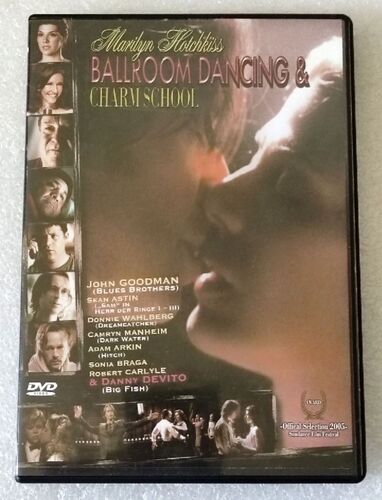 Marilyn Hotchkiss
BALLROOM DANCING &
CHARM SCHOOL
JOHN GOODMAN
(BLUES BROTHERS)
SEAN ASTIN
(„SAM“ IN
HERR DER RINGE I - III)
DONNIE WAHLBERG
(DREAMCATCHER)
CAMRYN MANHEIM
(DARK WATER)
ADAM ARKIN
(HITCH)
SONIA BRAGA
ROBERT CARLYLE
& DANNY DEVITO
(BIG FISH)
DVD
VIDEO
AWARD
-Offical Selection 2005-
Sundance Film Festival